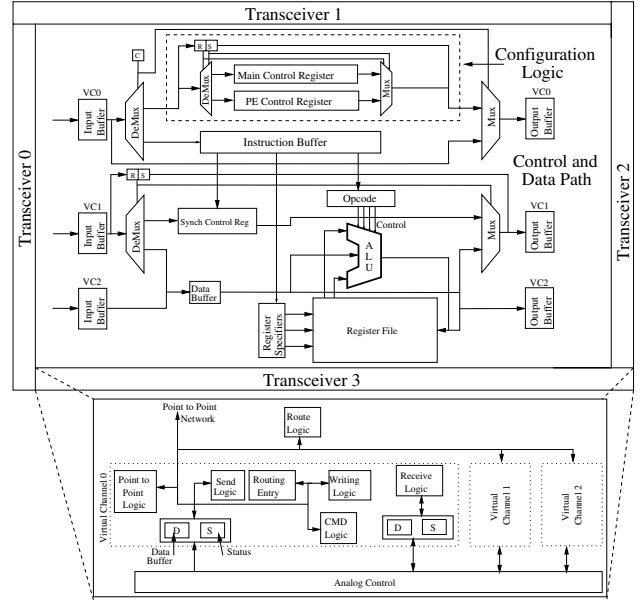 Transceiver 1
Transceiver 0
Transceiver 2
Transceiver 3
C
R S
Configuration
Logic
DeMux
Main Control Register
PE Control Register
Mux
VC0
Input
Buffer
DeMux
Instruction Buffer
Mux
VC0
Output
Buffer
Control and
Data Path
R S
VC1
Input
Buffer
DeMux
Synch Control Reg
Opcode
Control
ALU
Mux
VC1
Output
Buffer
VC2
Input
Buffer
Data
Buffer
Register
Specifiers
Register File
VC2
Output
Buffer
Point to Point
Network
Route
Logic
Virtual Channel 0
Point to
Point Logic
Send
Logic
Routing
Entry
Writing
Logic
Receive
Logic
CMD
Logic
D
S
D
S
Data
Buffer
Status
Virtual
Channel 1
Virtual
Channel 2
Analog Control